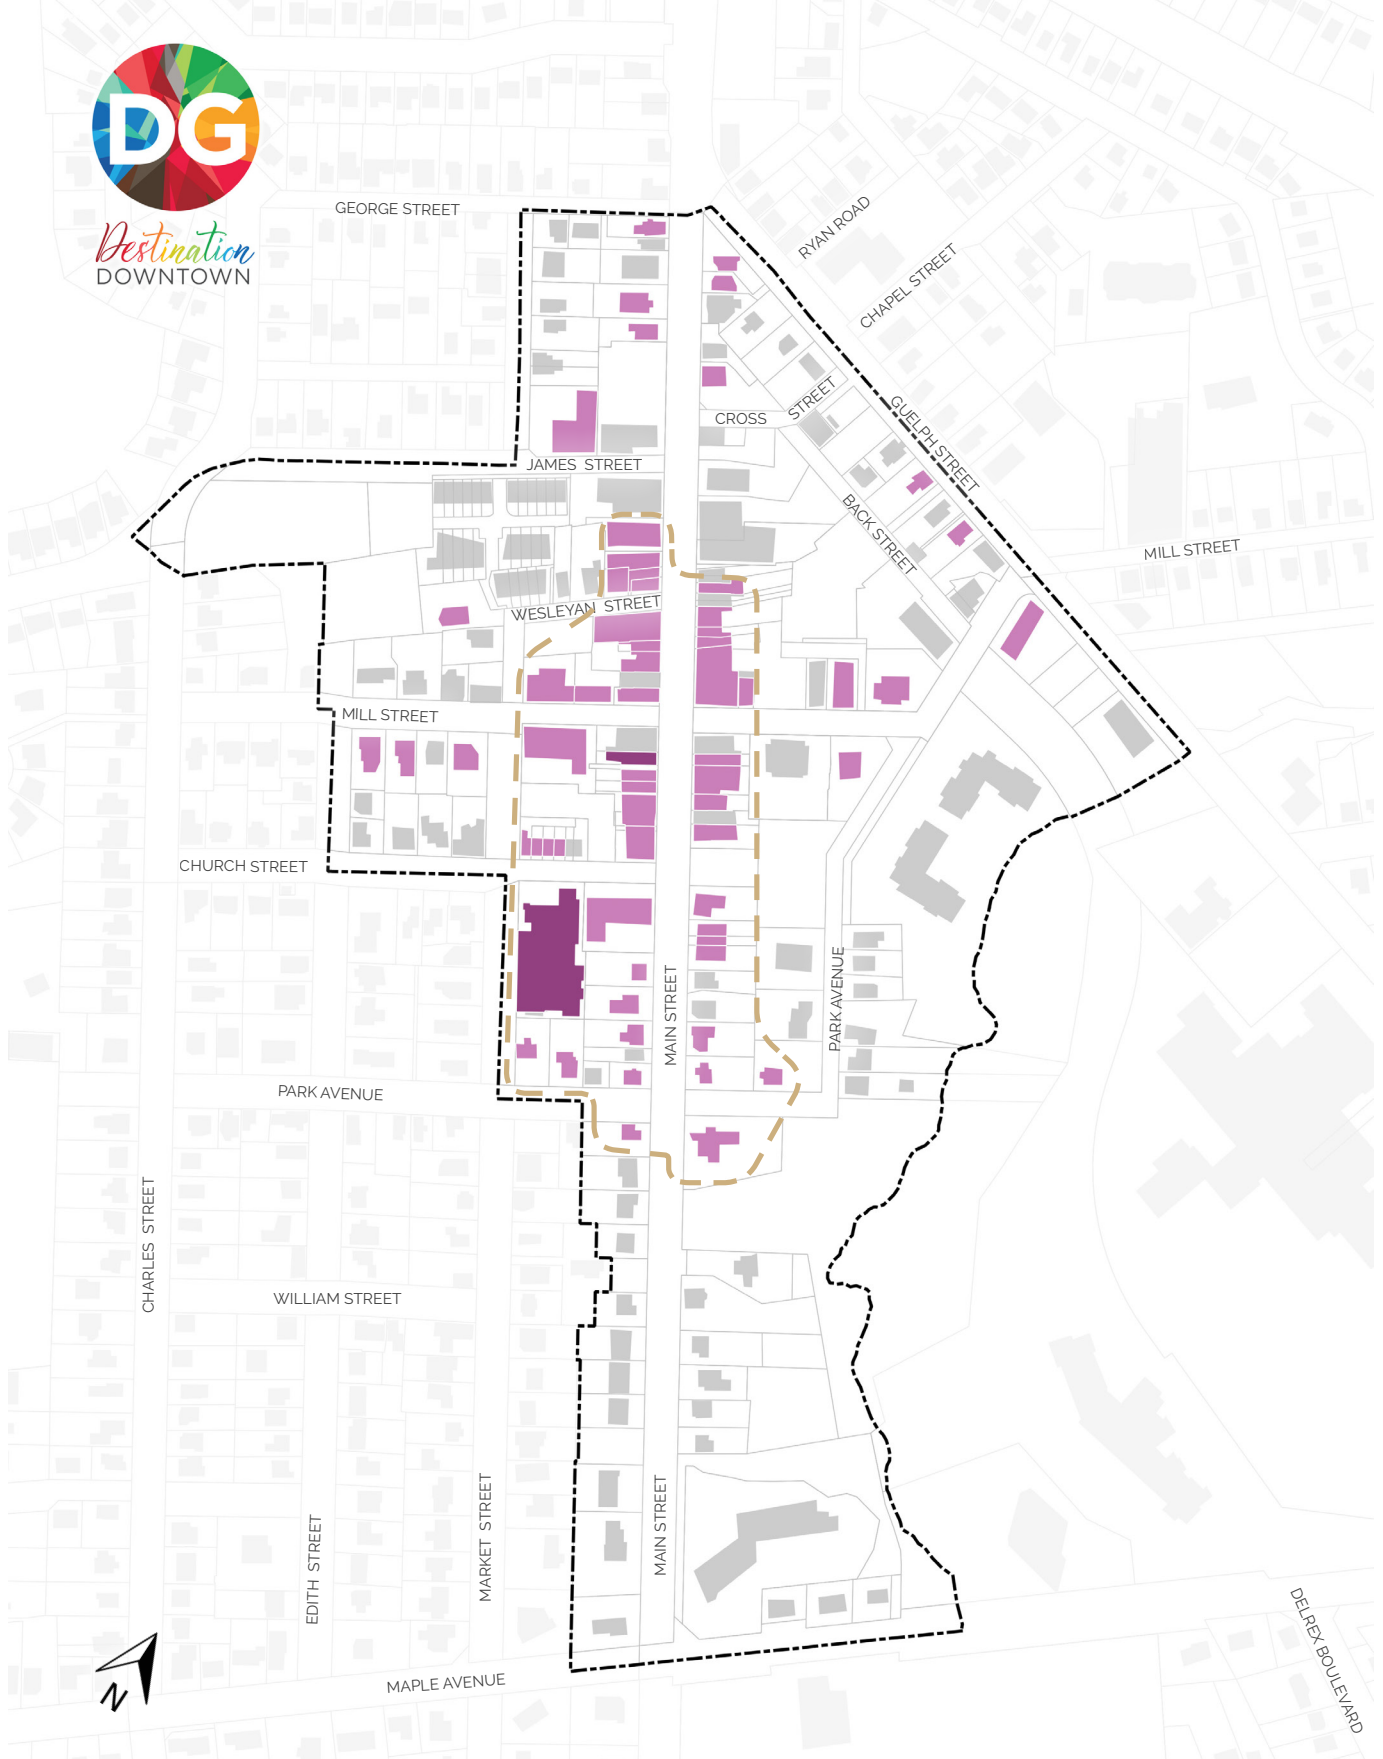 DG
Destination
DOWNTOWN
GEORGE STREET
RYAN ROAD
CHAPEL STREET
GUELPH STREET
CROSS
STREET
JAMES STREET
BACK STREET
MILL STREET
WESLEYAN STREET
MILL STREET
CHURCH STREET
MAIN STREET
PARK AVENUE
PARK AVENUE
CHARLES STREET
WILLIAM STREET
MARKET STREET
EDITH STREET
MAIN STREET
MAPLE AVENUE
DELREX BOULEVARD
N